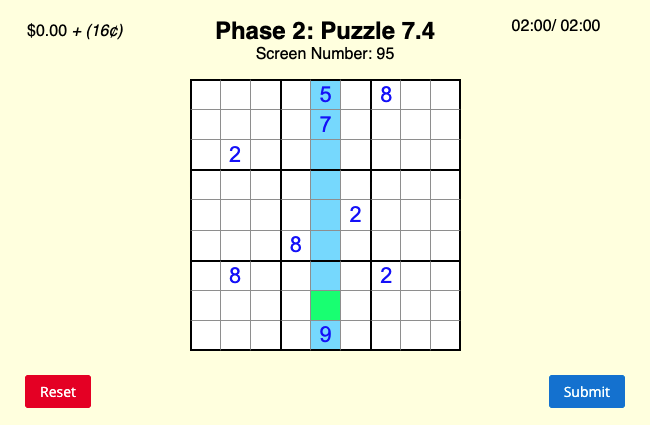 $0.00 + (16¢)
Phase 2: Puzzle 7.4
02:00/ 02:00
Screen Number: 95
5 8
7
2
2
8
8 2
9
Reset
Submit